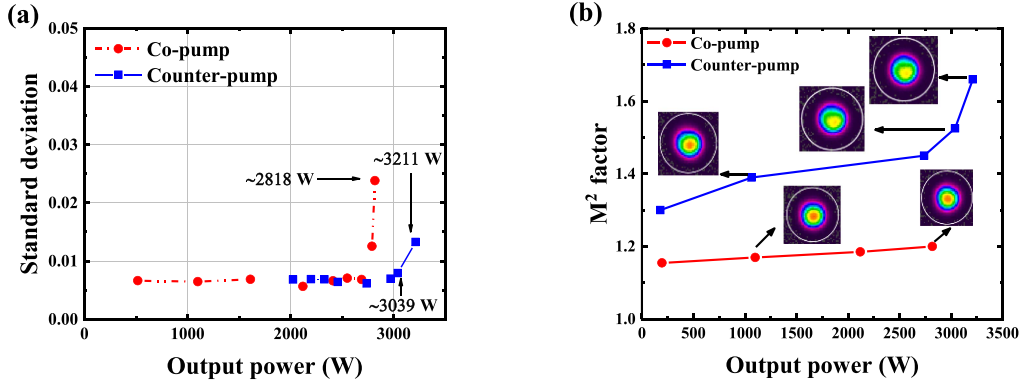 (a)
0.05
0.04
0.03
0.02
0.01
0.00
Standard deviation
Co-pump
Counter-pump
~3211 W
~2818 W
~3039 W
0
1000
2000
3000
Output power (W)
(b)
1.8
1.6
1.4
1.2
1.0
M² factor
Co-pump
Counter-pump
0
500
1000
1500
2000
2500
3000
3500
Output power (W)